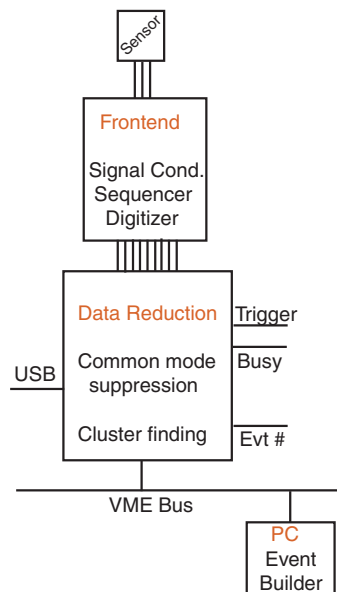 Sensor
Frontend
Signal Cond.
Sequencer
Digitizer
Data Reduction
Trigger
Common mode
suppression
Busy
USB
Cluster finding
Evt #
VME Bus
PC
Event
Builder